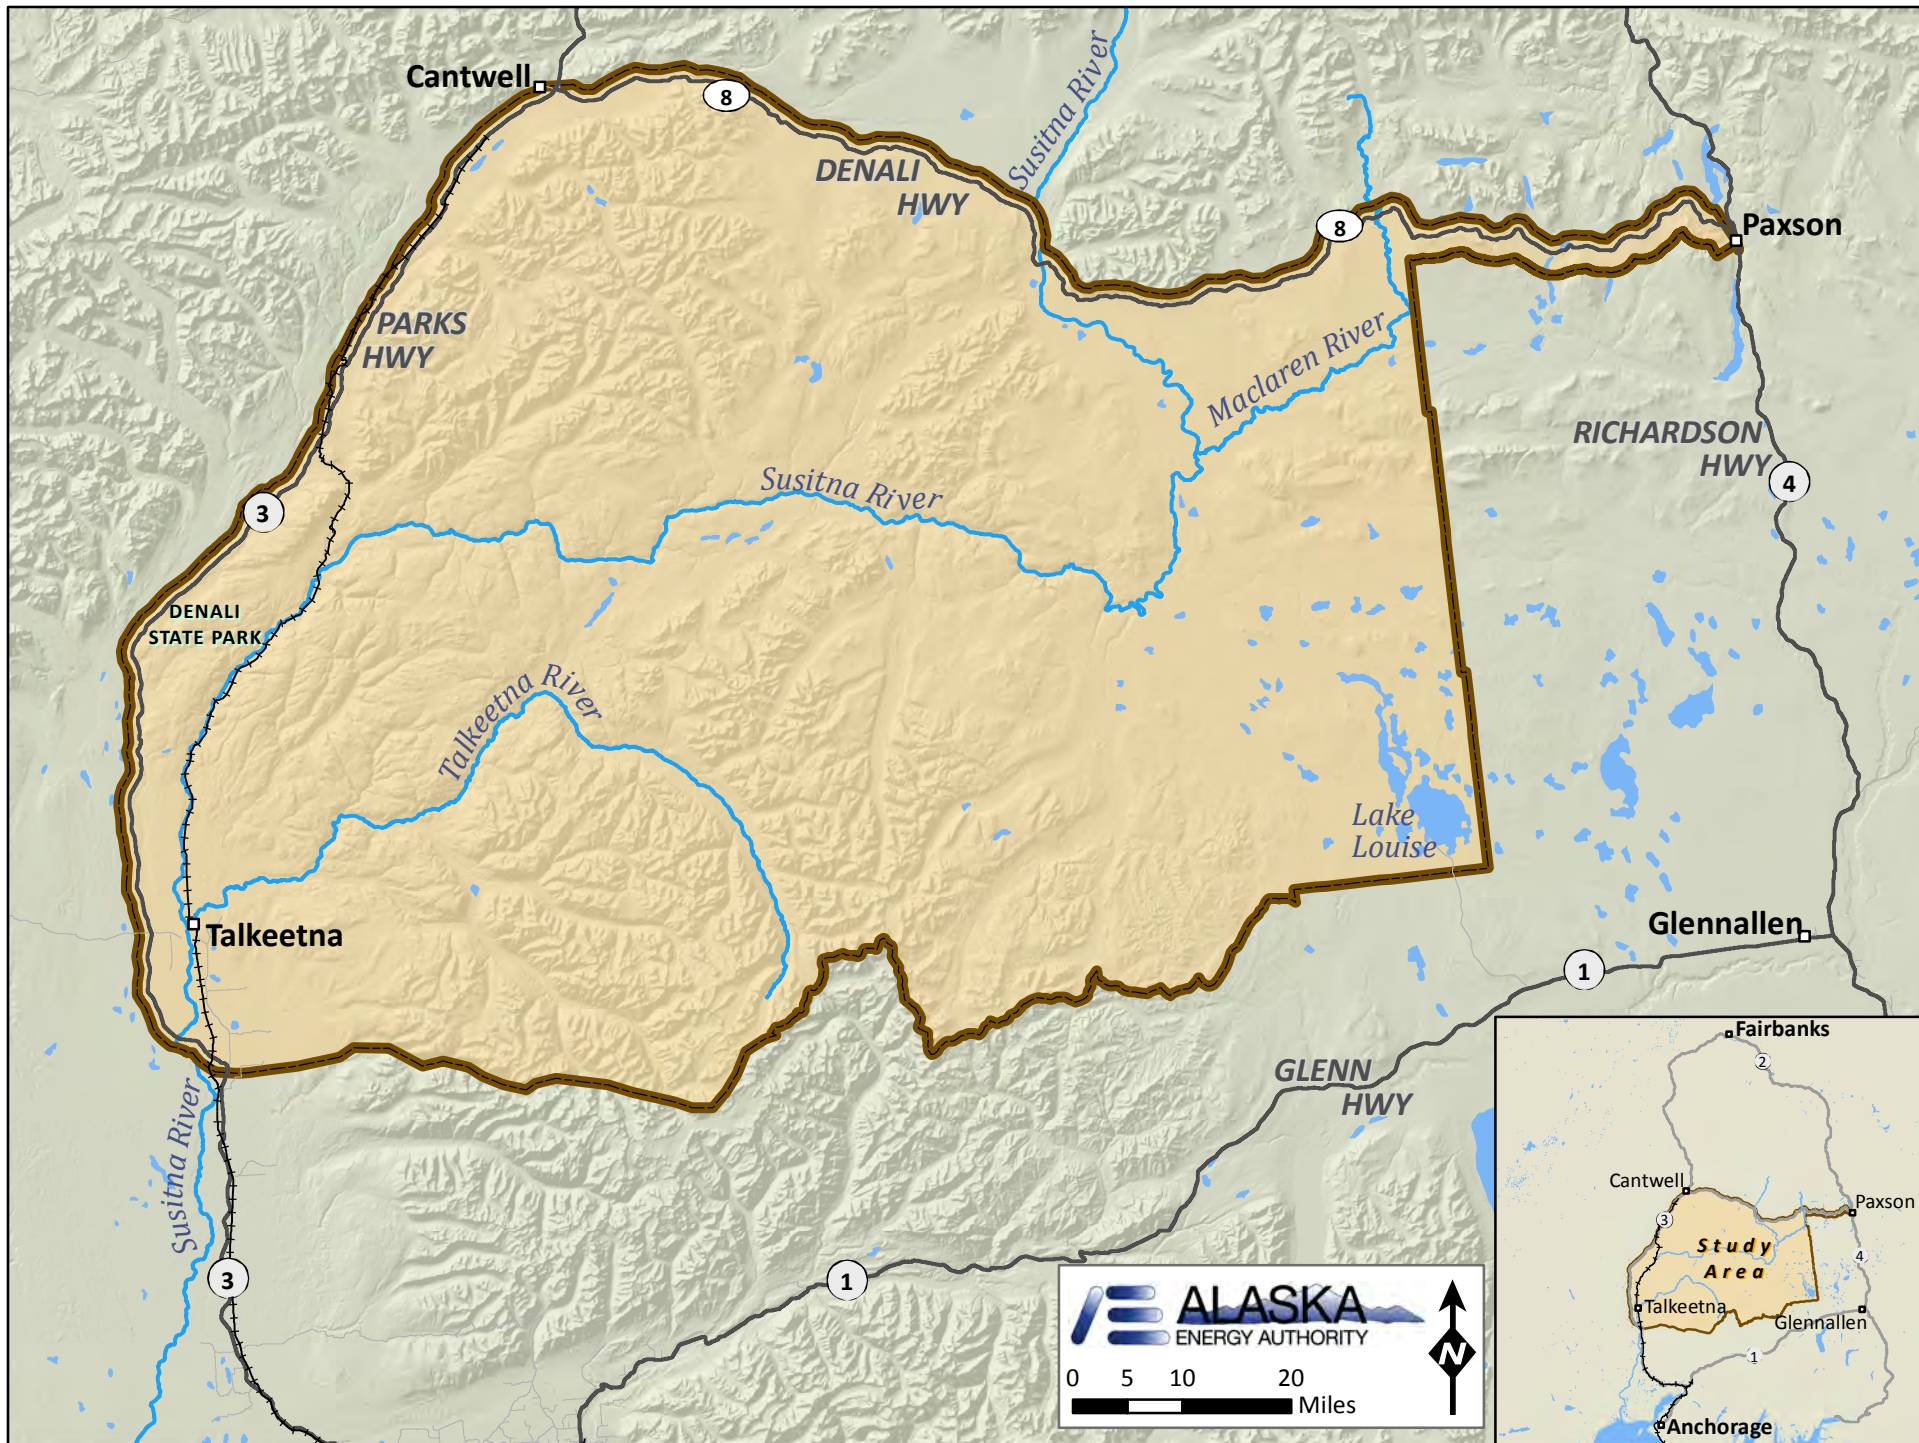 Cantwell
8
Susitna River
DENALI
HWY
8
Paxson
PARKS
HWY
Maclaren River
RICHARDSON
HWY
4
Susitna River
3
DENALI
STATE PARK
Talkeetna River
Lake
Louise
Talkeetna
Glennallen
1
GLENN
HWY
Susitna River
3
1
ALASKA
ENERGY AUTHORITY
N
0 5 10 20
Miles
Fairbanks
2
Cantwell
Paxson
3
Study
Area
4
Talkeetna
Glennallen
1
Anchorage